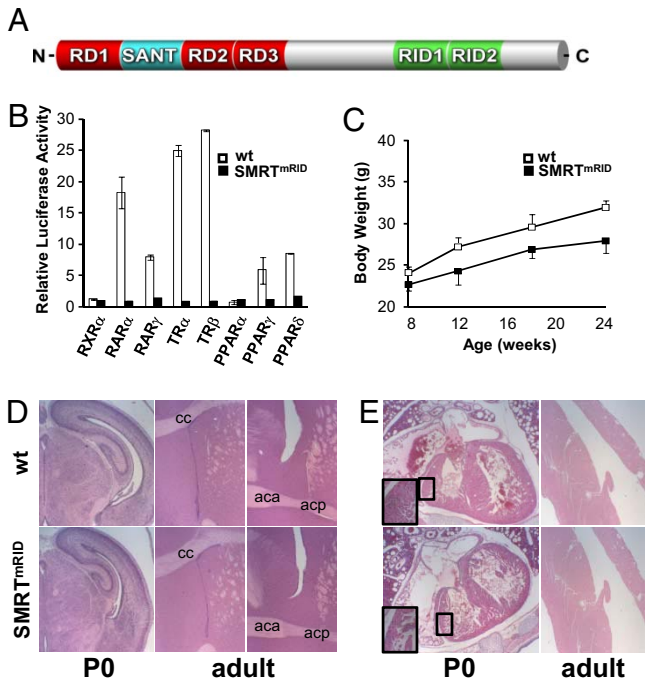 A
N- RD1 SANT RD2 RD3 RID1 RID2 - C
B
Relative Luciferase Activity
30
25
20
15
10
5
0
wt
SMRTmRID
RXRα
RARα
RARγ
TRα
TRβ
PPARα
PPARγ
PPARδ
C
Body Weight (g)
40
35
30
25
20
wt
SMRTmRID
8 12 16 20 24
Age (weeks)
D
wt
cc
aca
acp
SMRTmRID
cc
aca
acp
P0 adult
E
P0 adult